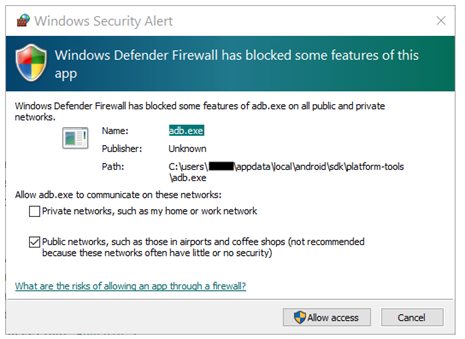 Windows Security Alert
Windows Defender Firewall has blocked some features of this
app
Windows Defender Firewall has blocked some features of adb.exe on all public and private
networks.
Name: adb.exe
Publisher: Unknown
Path: C:\users\ \appdata\local\android\sdk\platform-tools
\adb.exe
Allow adb.exe to communicate on these networks:
Private networks, such as my home or work network
Public networks, such as those in airports and coffee shops (not recommended
because these networks often have little or no security)
What are the risks of allowing an app through a firewall?
Allow access Cancel